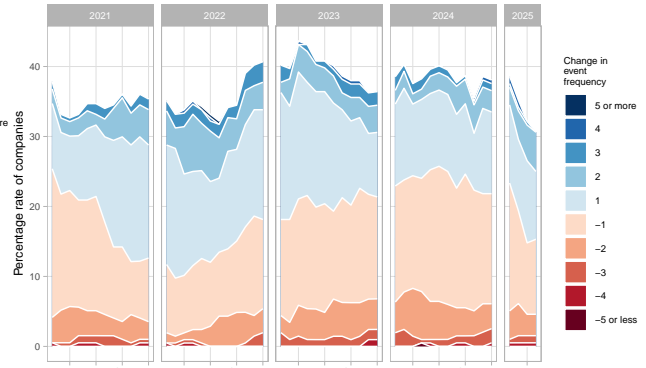 2021 2022 2023 2024 2025
Percentage rate of companies
40
30
20
10
0
re
Change in
event
frequency
5 or more
4
3
2
1
−1
−2
−3
−4
−5 or less